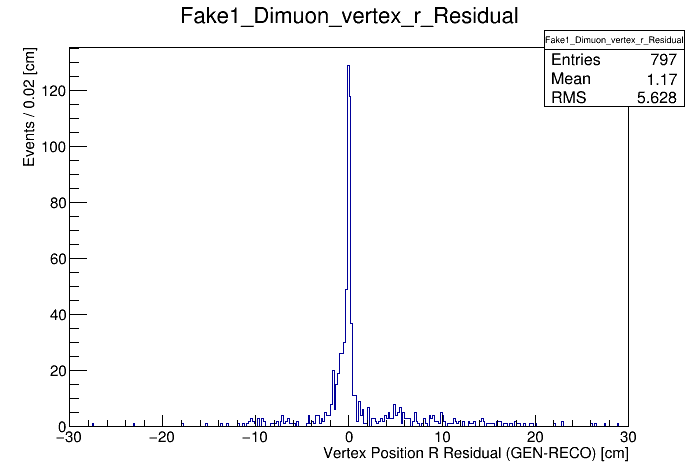 Fake1_Dimuon_vertex_r_Residual
Fake1_Dimuon_vertex_r_Residual
Entries 797
Mean 1.17
RMS 5.628
Events / 0.02 [cm]
120
100
80
60
40
20
0
−30 −20 −10 0 10 20 30
Vertex Position R Residual (GEN-RECO) [cm]